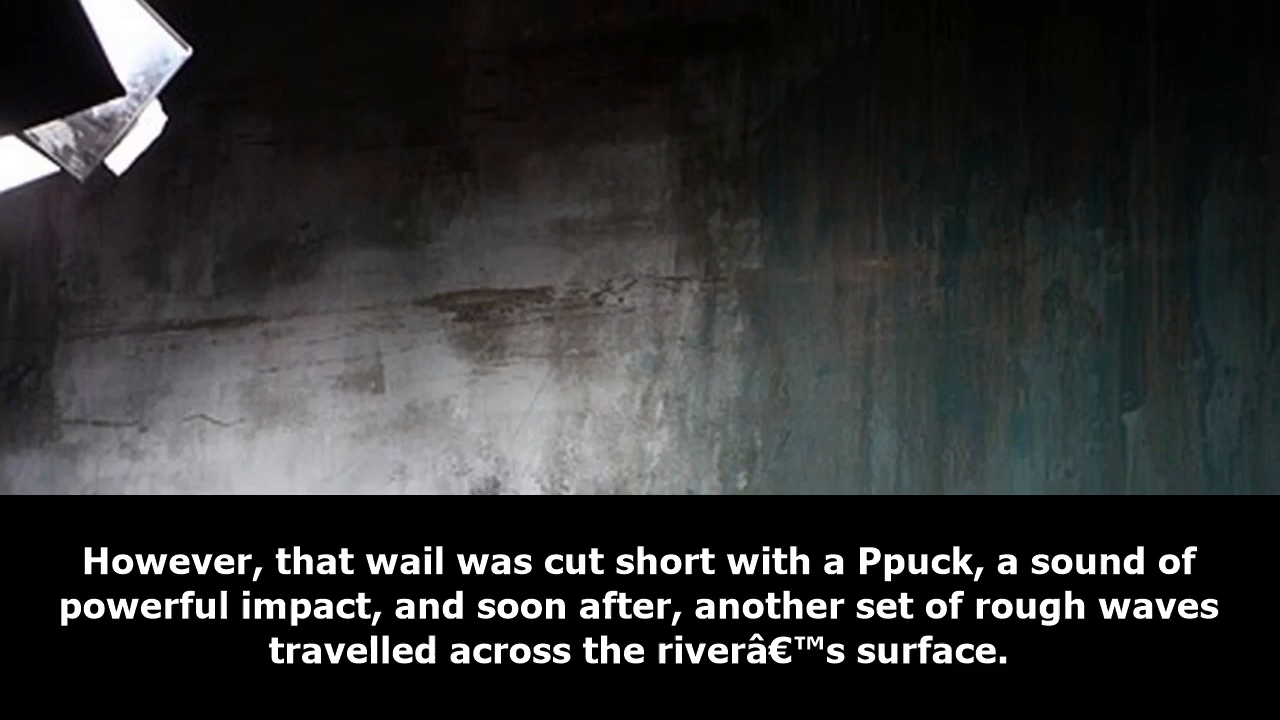 However, that wail was cut short with a Ppuck, a sound of
powerful impact, and soon after, another set of rough waves
travelled across the riverâ€™s surface.